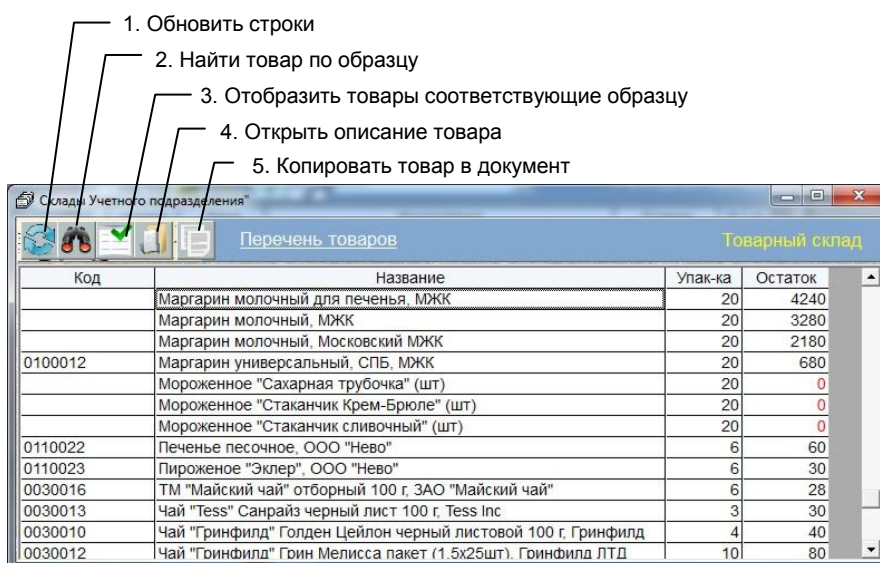 1. Обновить строки
2. Найти товар по образцу
3. Отобразить товары соответствующие образцу
4. Открыть описание товара
5. Копировать товар в документ
Склады Учетного подразделения"
Перечень товаров Товарный склад
Код Название Упак-ка Остаток
Маргарин молочный для печенья, МЖК 20 4240
Маргарин молочный, МЖК 20 3280
Маргарин молочный, Московский МЖК 20 2180
0100012 Маргарин универсальный, СПБ, МЖК 20 680
Мороженное "Сахарная трубочка" (шт) 20 0
Мороженное "Стаканчик Крем-Брюле" (шт) 20 0
Мороженное "Стаканчик сливочный" (шт) 20 0
0110022 Печенье песочное, ООО "Нево" 6 60
0110023 Пироженое "Эклер", ООО "Нево" 6 30
0030016 ТМ "Майский чай" отборный 100 г, ЗАО "Майский чай" 6 28
0030013 Чай "Tess" Санрайз черный лист 100 г, Tess Inc 3 30
0030010 Чай "Гринфилд" Голден Цейлон черный листовой 100 г, Гринфилд 4 40
0030012 Чай "Гринфилд" Грин Мелисса пакет (1,5х25шт), Гринфилд ЛТД 10 80